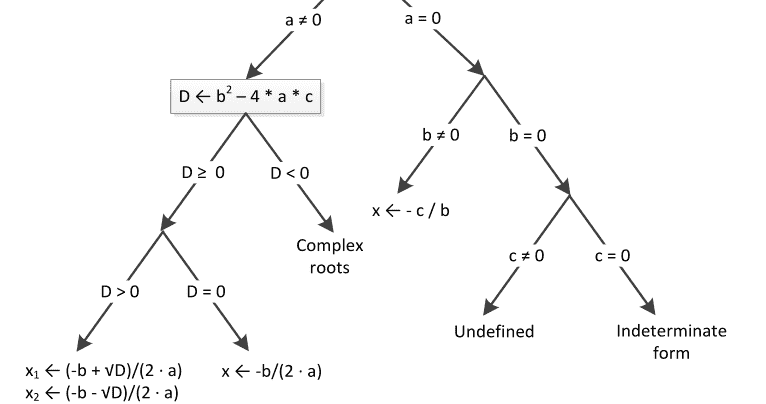 a ≠ 0
a = 0
D ← b² – 4 * a * c
b ≠ 0
b = 0
D ≥ 0
D < 0
x ← - c / b
Complex
roots
c ≠ 0
c = 0
D > 0
D = 0
Undefined
Indeterminate
form
x₁ ← (-b + √D)/(2 · a)
x₂ ← (-b - √D)/(2 · a)
x ← -b/(2 · a)